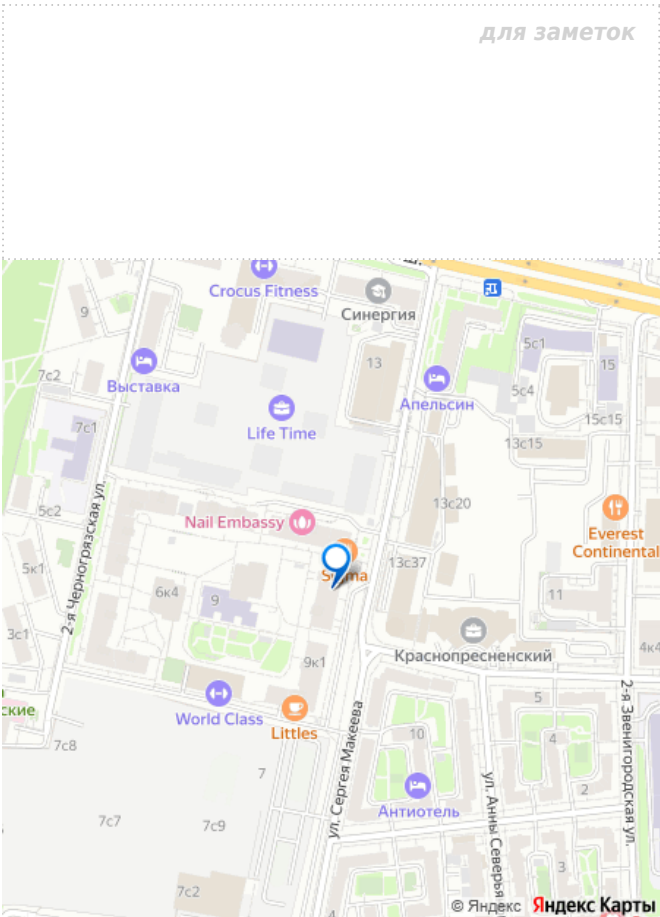 для заметок
ш.
Crocus Fitness
Синергия
9
13
5с1
15
7с2
Выставка
Апельсин
5с4
15с15
7с1
Life Time
13с15
13с20
5с2
Nail Embassy
Everest
Continental
2-я Черногрязская ул.
5к1
6к4
9
13с37
11
3с1
Краснопресненский
4к4
9к1
ские
World Class
Littles
5
2-я Звенигородская ул.
7с8
ул. Сергея Макеева
10
4
7
Антиотель
2
7с7
7с9
ул. Анны Северья
3
7с2
4
© Яндекс Яндекс Карты